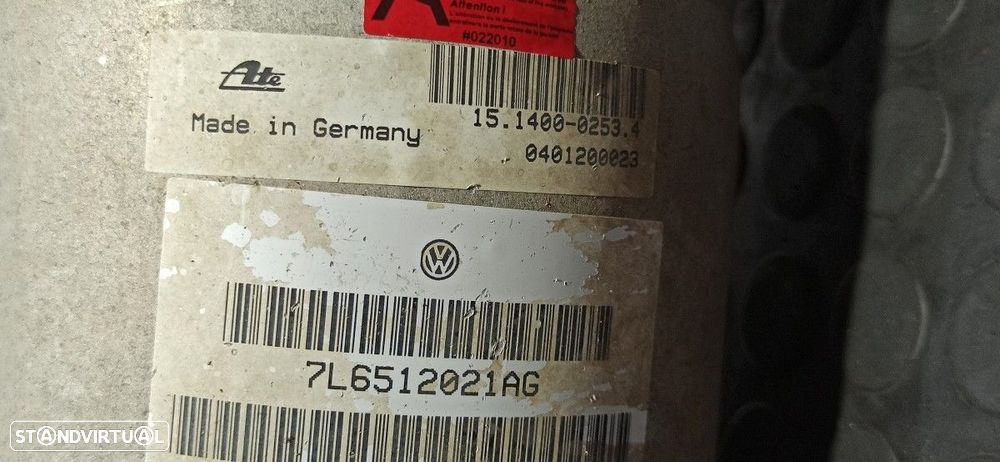 Attention !
#022010
Ate
Made in Germany
15.1400-0253.4
0401200023
7L6512021AG
STANDVIRTUAL